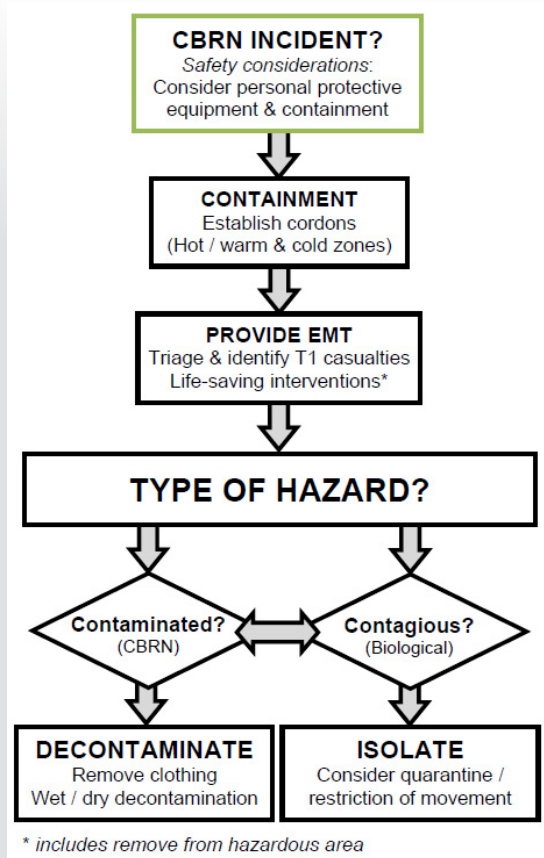 CBRN INCIDENT?
Safety considerations:
Consider personal protective
equipment & containment
CONTAINMENT
Establish cordons
(Hot / warm & cold zones)
PROVIDE EMT
Triage & identify T1 casualties
Life-saving interventions*
TYPE OF HAZARD?
Contaminated?
(CBRN)
Contagious?
(Biological)
DECONTAMINATE
Remove clothing
Wet / dry decontamination
ISOLATE
Consider quarantine /
restriction of movement
* includes remove from hazardous area